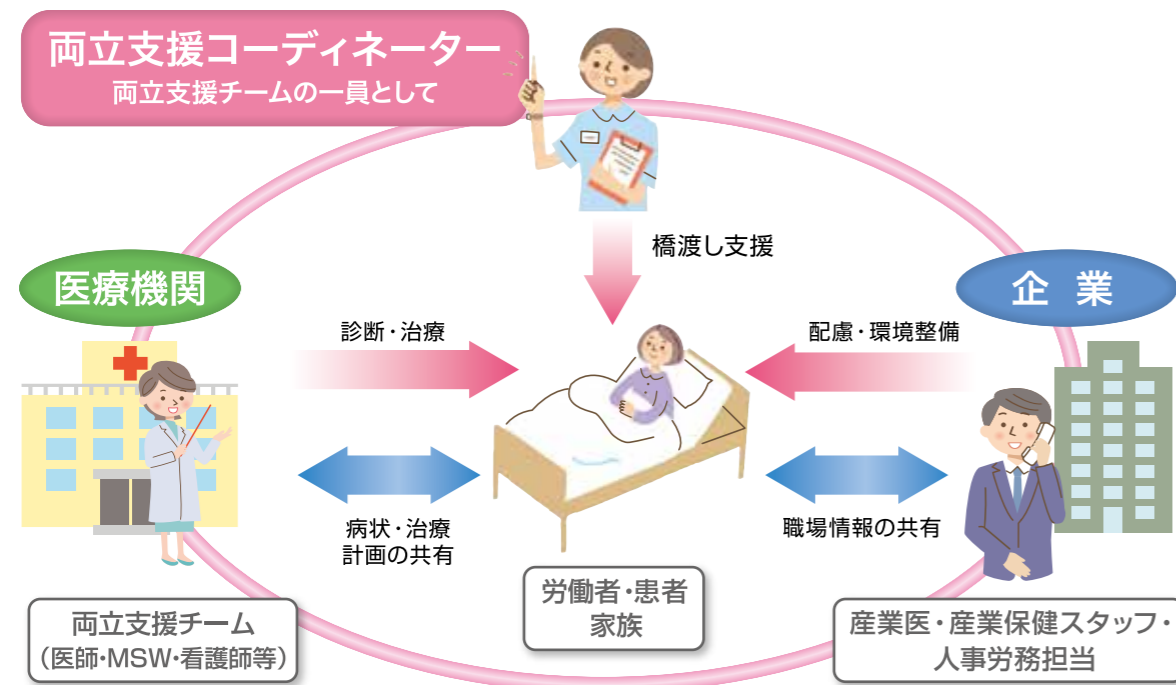 両立支援コーディネーター
両立支援チームの一員として
橋渡し支援
医療機関
企 業
診断・治療
配慮・環境整備
病状・治療
計画の共有
職場情報の共有
労働者・患者
家族
両立支援チーム
(医師・MSW・看護師等)
産業医・産業保健スタッフ・
人事労務担当